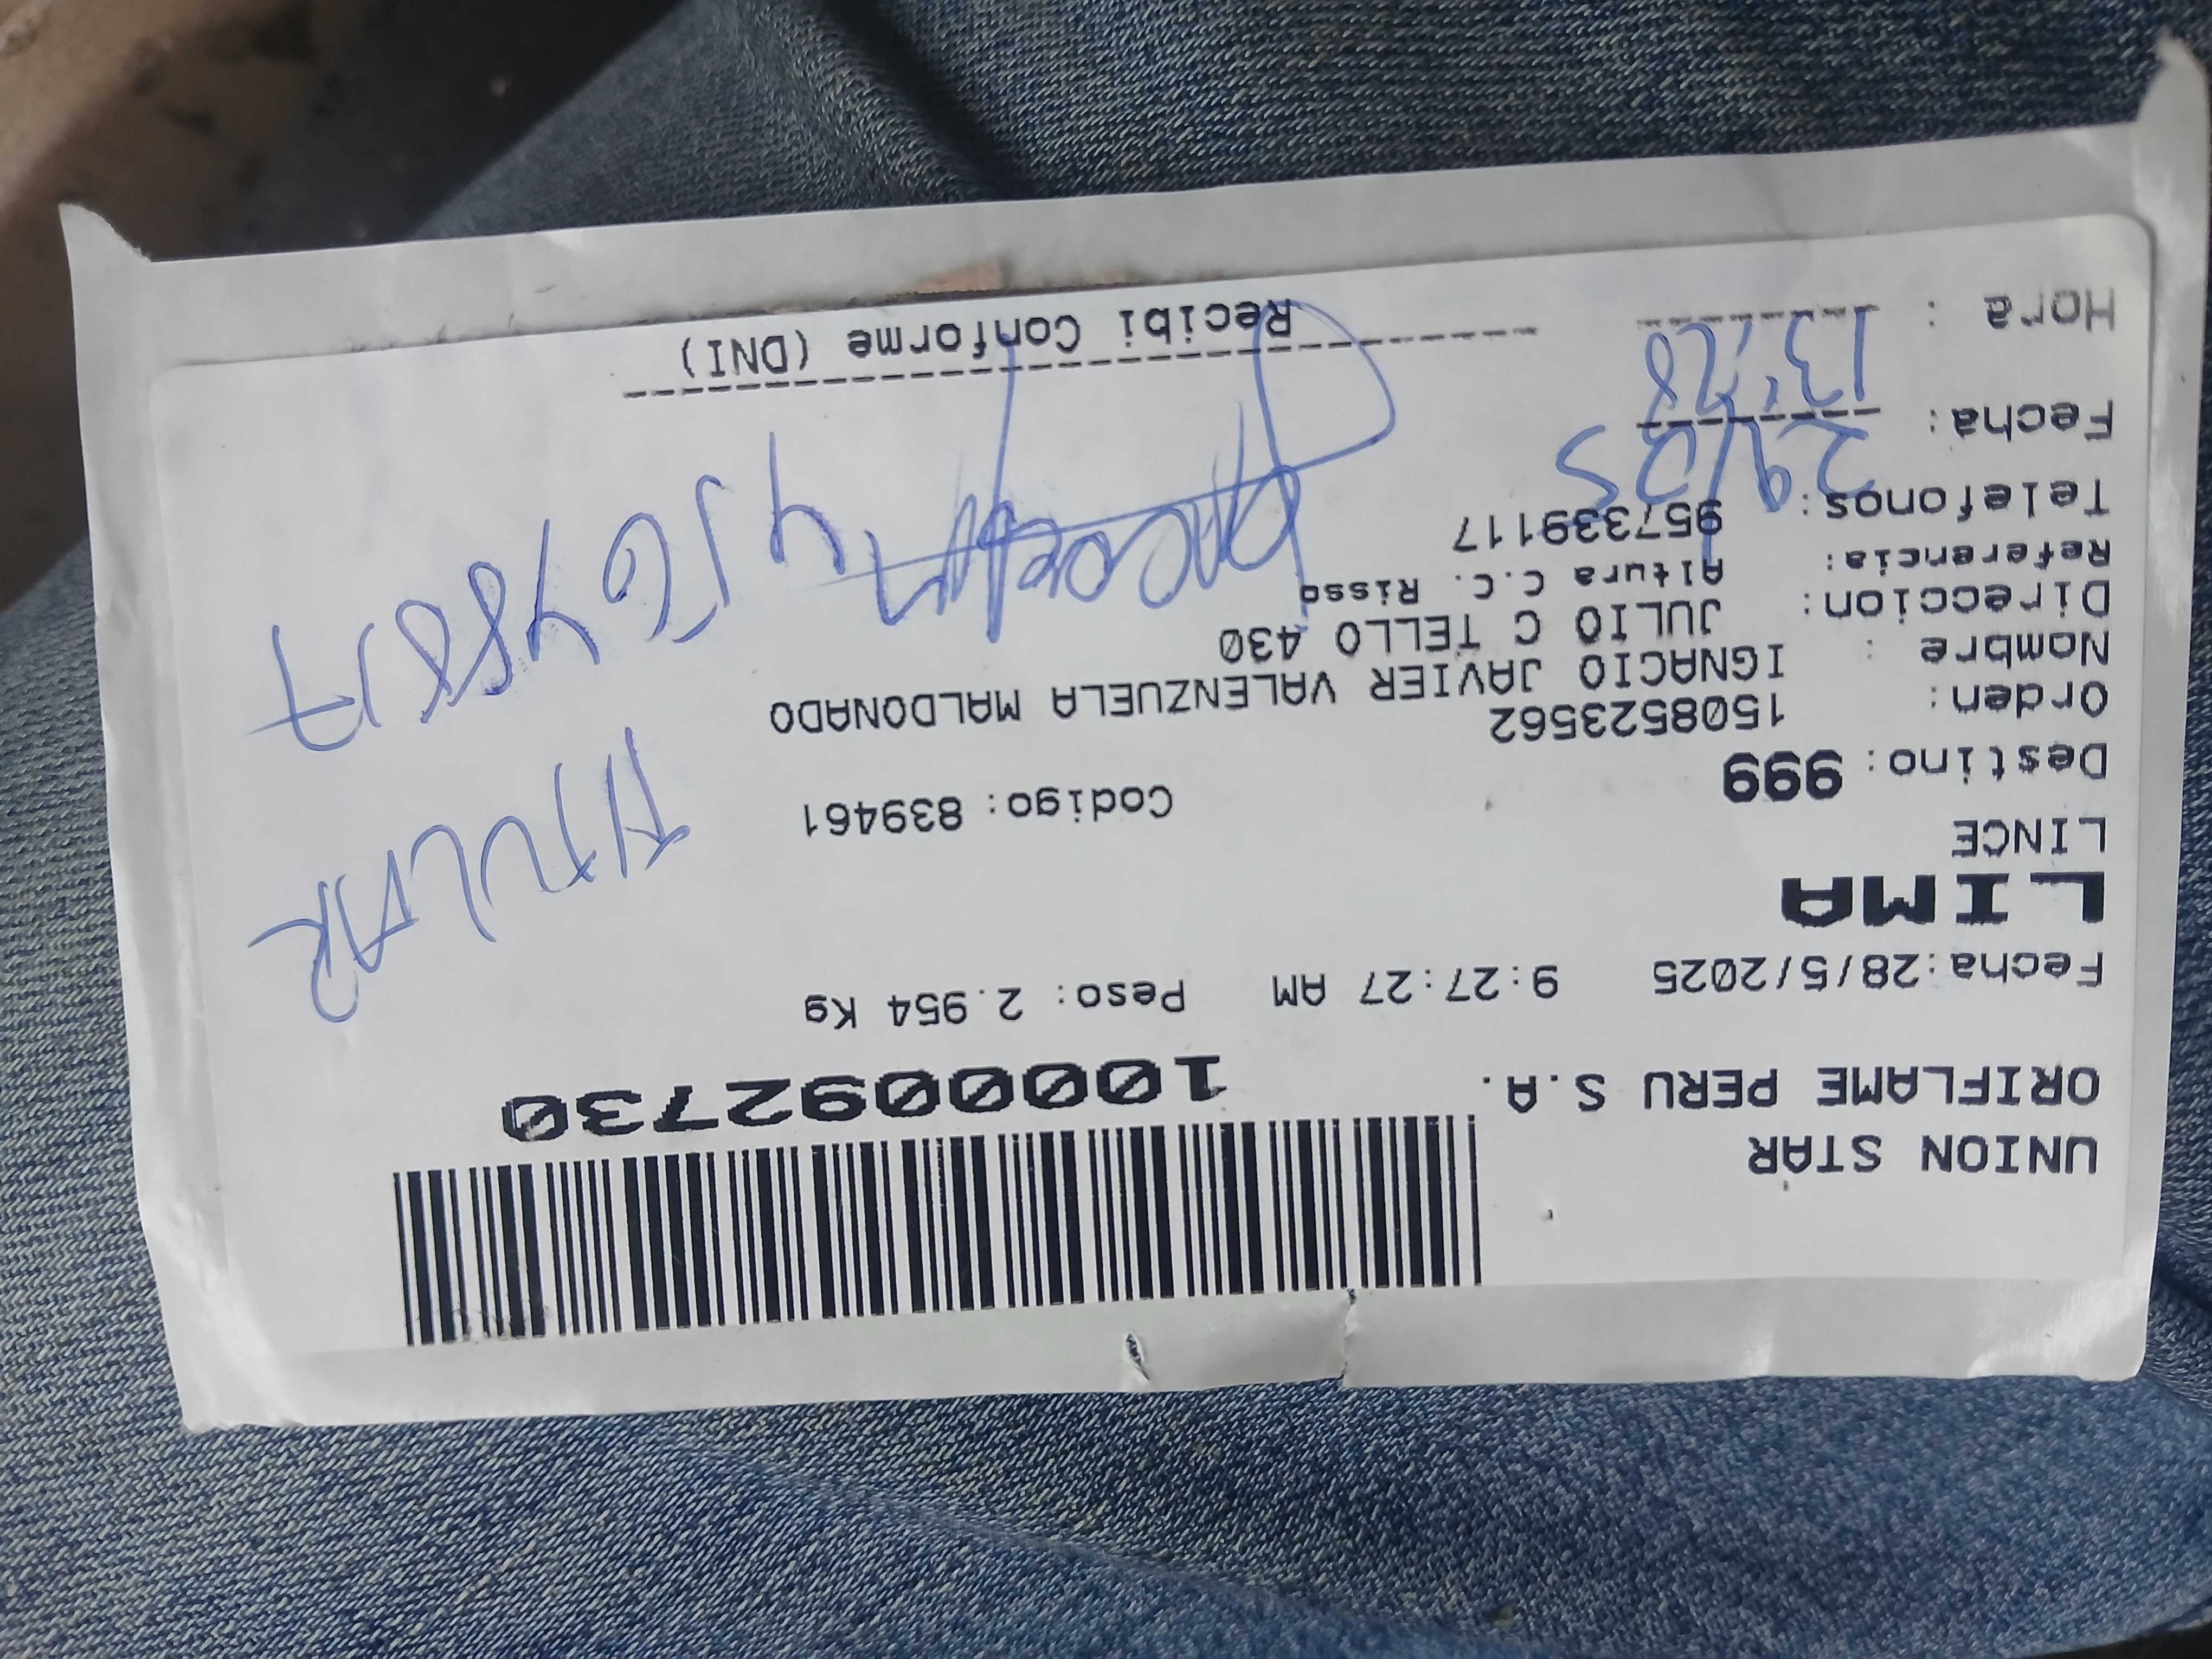 UNION STAR
ORIFLAME PERU S.A. 1000092730
Fecha:28/5/2025 9:27:27 AM Peso: 2.954 Kg
LIMA
LINCE
Destino: 999 Codigo: 839461
Orden: 1508523562
Nombre : IGNACIO JAVIER VALENZUELA MALDONADO
Direccion: JULIO C TELLO 430
Referencia: Altura C.C. Risso
Telefonos: 957339117
Fecha: 29/05
Hora : 13:28
Recibi Conforme (DNI)
TITULAR